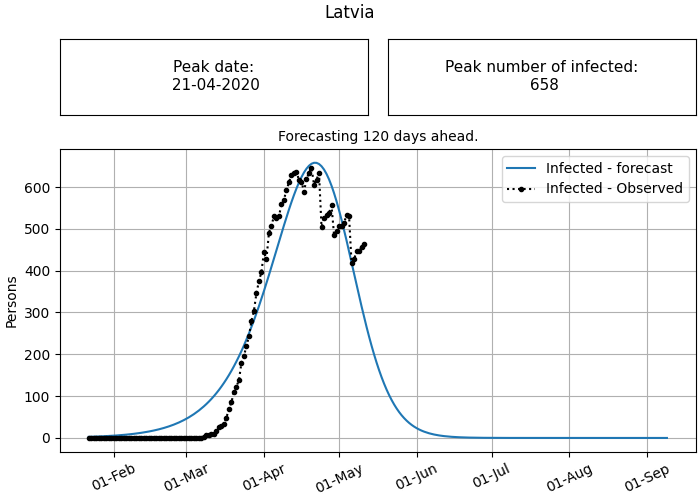 Latvia
Peak date:
21-04-2020
Peak number of infected:
658
Forecasting 120 days ahead.
Infected - forecast
Infected - Observed
Persons
600
500
400
300
200
100
0
01-Feb
01-Mar
01-Apr
01-May
01-Jun
01-Jul
01-Aug
01-Sep